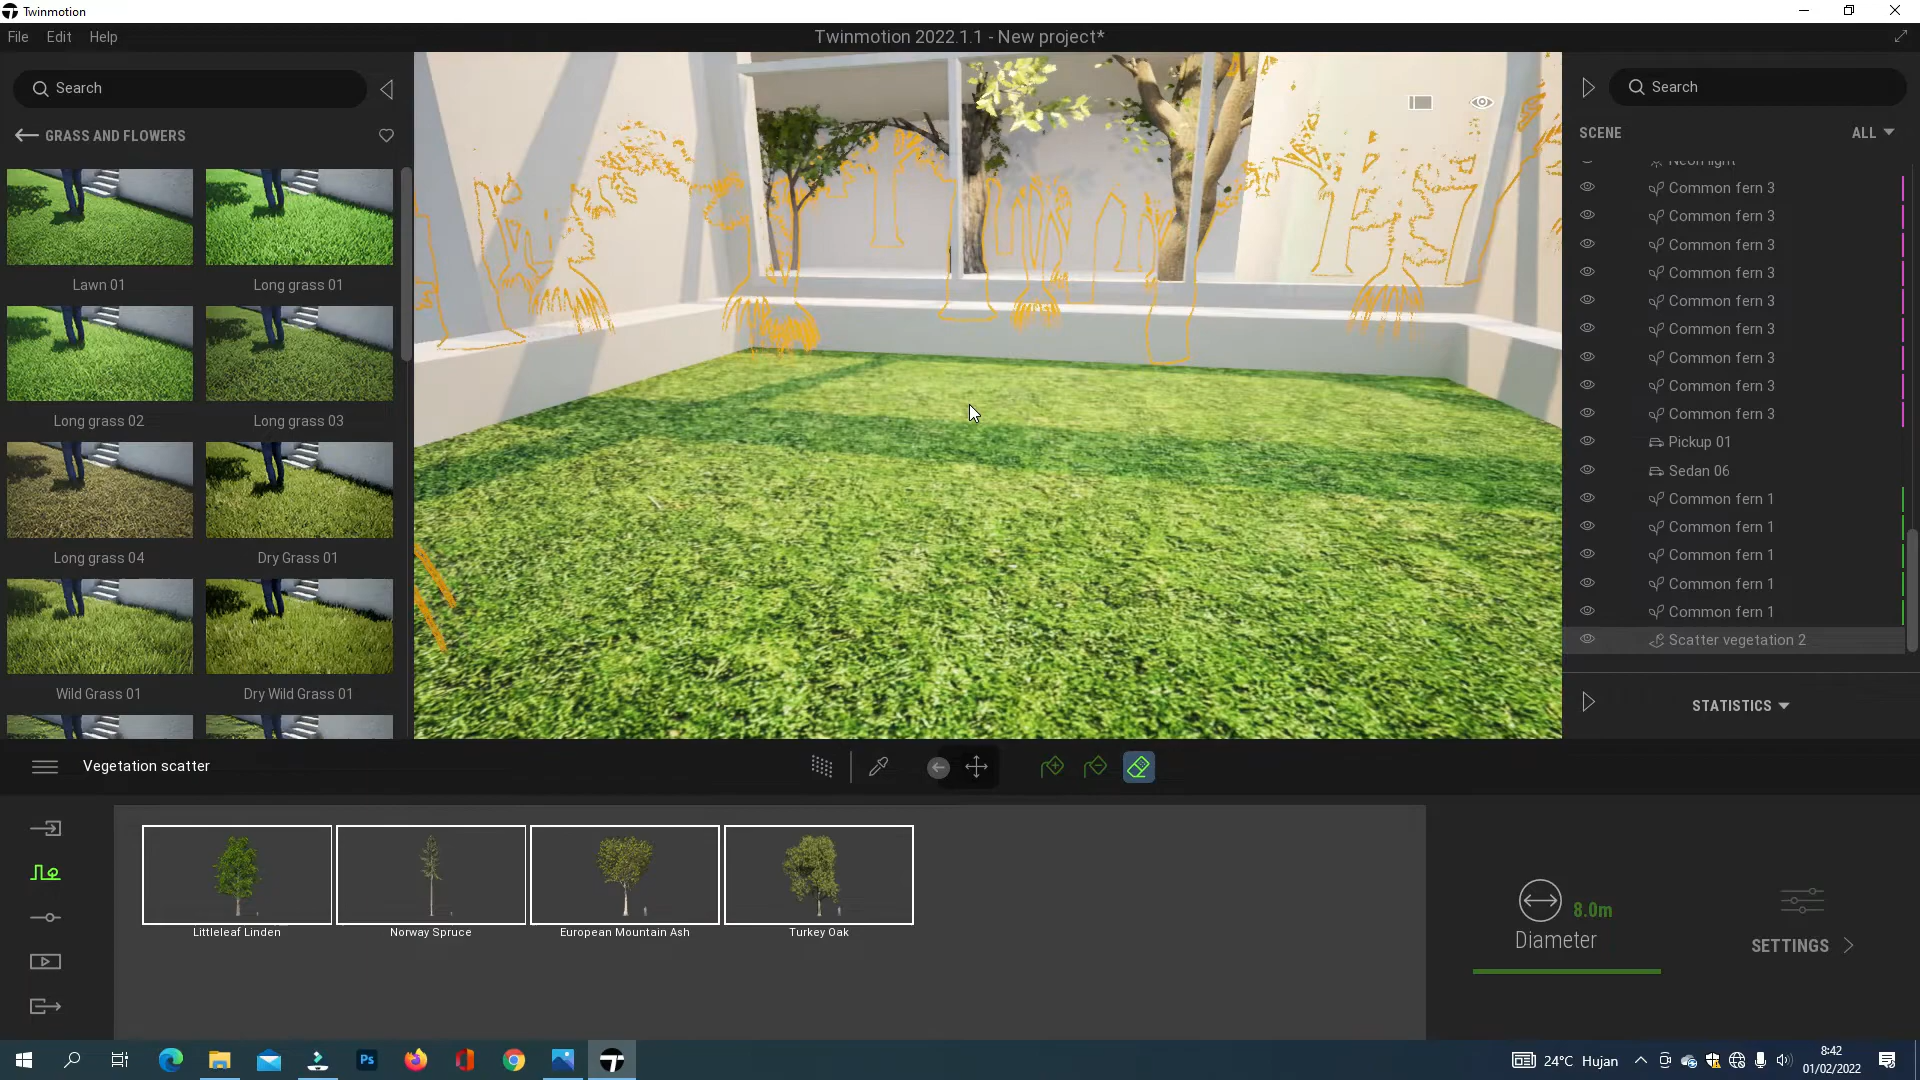 Twinmotion
File Edit Help
Twinmotion 2022.1.1 - New project*
Search
GRASS AND FLOWERS
Lawn 01
Long grass 01
Long grass 02
Long grass 03
Long grass 04
Dry Grass 01
Wild Grass 01
Dry Wild Grass 01
Search
SCENE ALL
Neon light
Common fern 3
Common fern 3
Common fern 3
Common fern 3
Common fern 3
Common fern 3
Common fern 3
Common fern 3
Common fern 3
Pickup 01
Sedan 06
Common fern 1
Common fern 1
Common fern 1
Common fern 1
Common fern 1
Scatter vegetation 2
STATISTICS
Vegetation scatter
Littleleaf Linden
Norway Spruce
European Mountain Ash
Turkey Oak
8.0m
Diameter
SETTINGS
Ps
24°C Hujan
8:42
01/02/2022